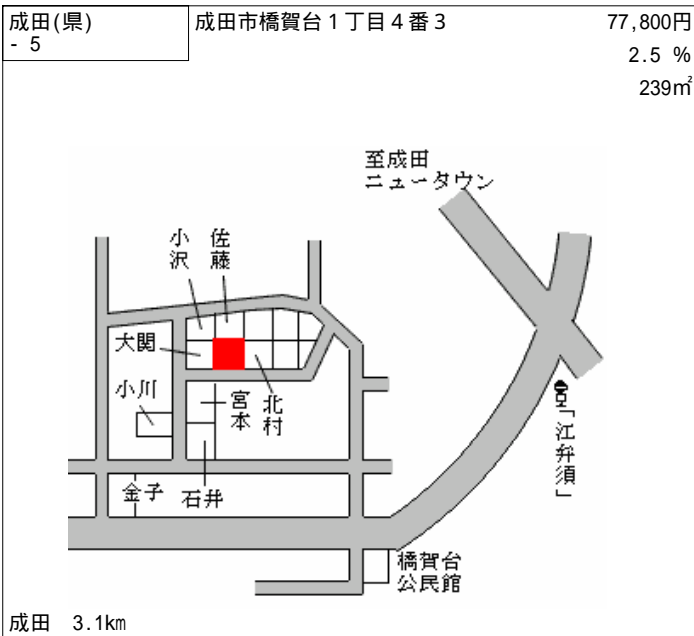 成田(県)
- 5
成田市橋賀台１丁目４番３
77,800円
2.5 %
239㎡
至成田
ニュータウン
小沢
佐藤
大関
小川
宮本
北村
「江弁須」
金子
石井
橋賀台
公民館
成田 3.1km